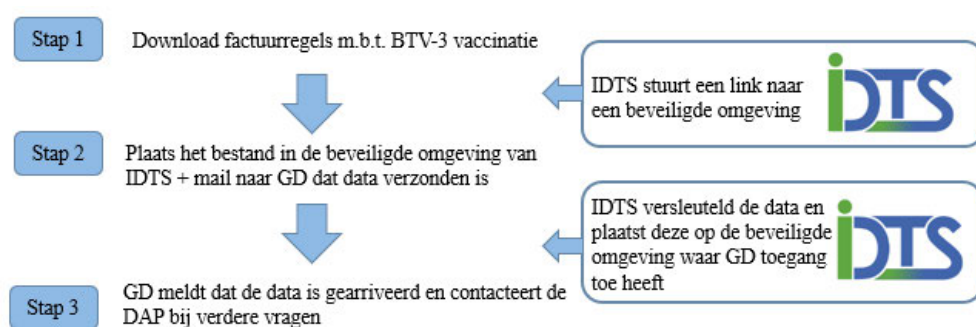 Stap 1
Download factuurregels m.b.t. BTV-3 vaccinatie
IDTS stuurt een link naar
een beveiligde omgeving
iDTS
Stap 2
Plaats het bestand in de beveiligde omgeving van
IDTS + mail naar GD dat data verzonden is
IDTS versleuteld de data en
plaatst deze op de beveiligde
omgeving waar GD toegang
toe heeft
iDTS
Stap 3
GD meldt dat de data is gearriveerd en contacteert de
DAP bij verdere vragen